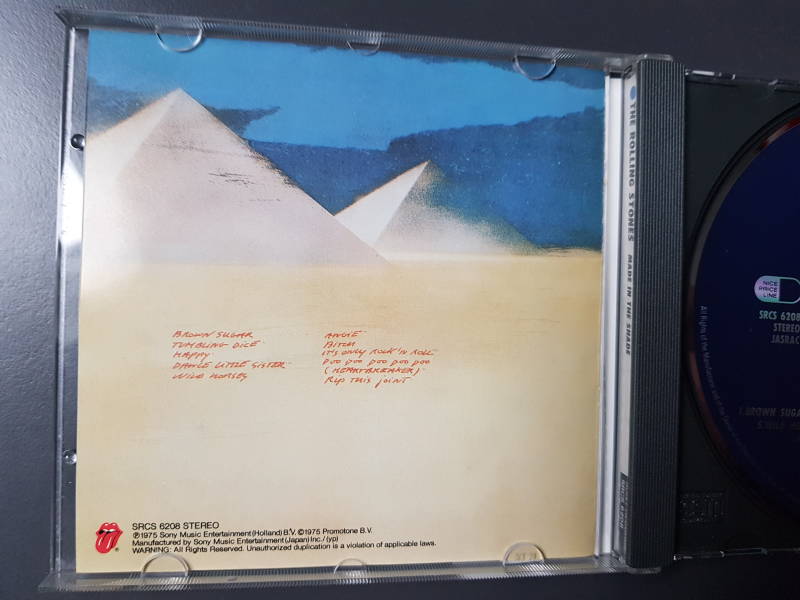 BROWN SUGAR
TUMBLING DICE
HAPPY
DANCE LITTLE SISTER
WILD HORSES
ANGIE
BITCH
IT'S ONLY ROCK'N ROLL
DOO DOO DOO DOO DOO
(HEARTBREAKER)
RIP THIS JOINT
SRCS 6208 STEREO
℗1975 Sony Music Entertainment (Holland) B.V. ©1975 Promotone B.V.
Manufactured by Sony Music Entertainment (Japan) Inc./(yp)
WARNING: All Rights Reserved. Unauthorized duplication is a violation of applicable laws.
THE ROLLING STONES MADE IN THE SHADE
SRCS 6208
NICE
PRICE
LINE
SRCS 6208
STEREO
JASRAC
1.BROWN SUGA